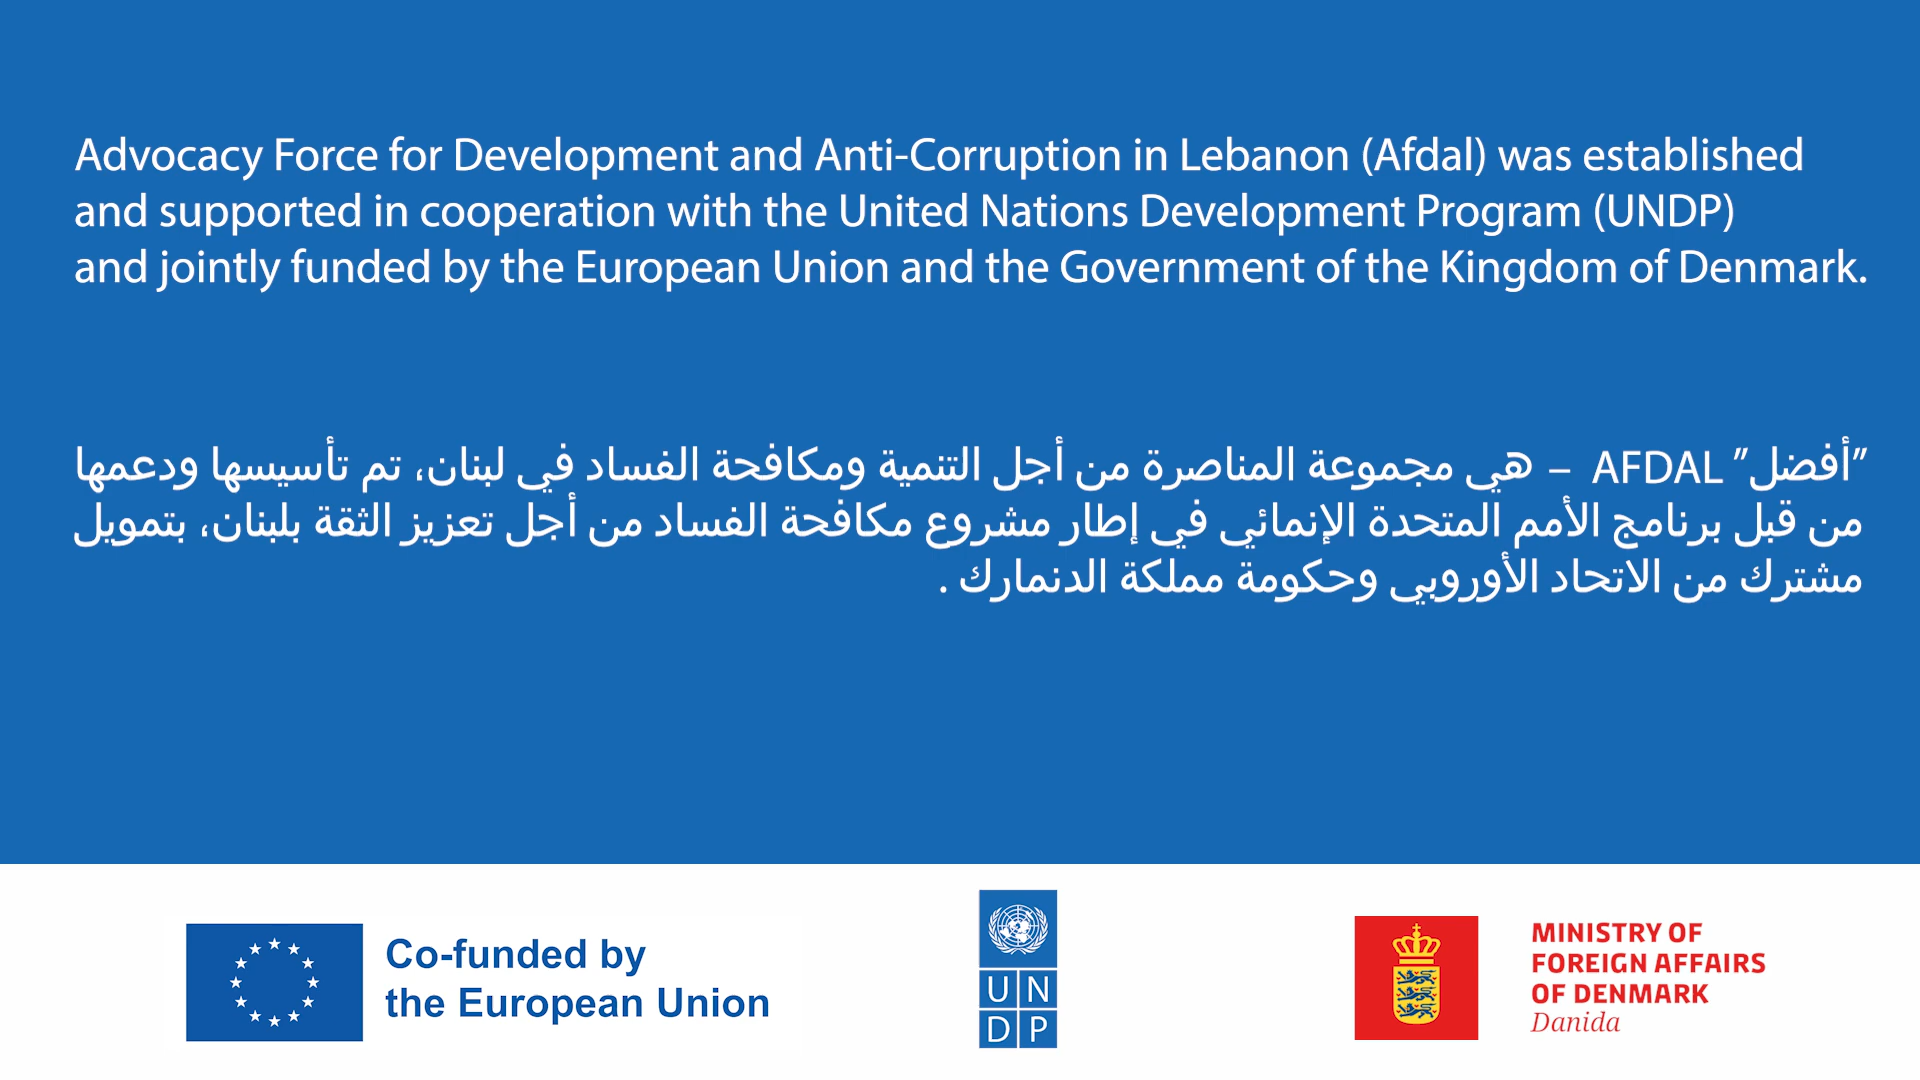 Advocacy Force for Development and Anti-Corruption in Lebanon (Afdal) was established
and supported in cooperation with the United Nations Development Program (UNDP)
and jointly funded by the European Union and the Government of the Kingdom of Denmark.
”أفضل” AFDAL – هي مجموعة المناصرة من أجل التنمية ومكافحة الفساد في لبنان، تم تأسيسها ودعمها
من قبل برنامج الأمم المتحدة الإنمائي في إطار مشروع مكافحة الفساد من أجل تعزيز الثقة بلبنان، بتمويل
مشترك من الاتحاد الأوروبي وحكومة مملكة الدنمارك .
Co-funded by
the European Union
U N
D P
MINISTRY OF
FOREIGN AFFAIRS
OF DENMARK
Danida